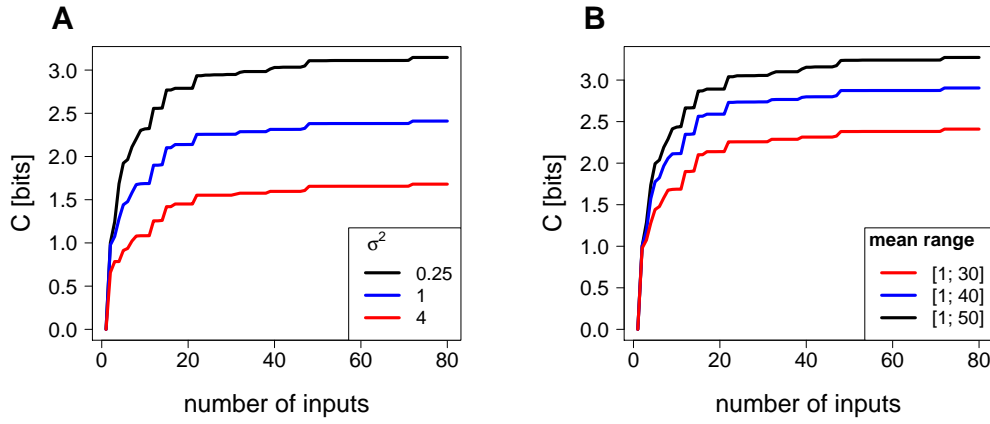 A
C [bits]
3.0
2.5
2.0
1.5
1.0
0.5
0.0
0 20 40 60 80
number of inputs
σ²
0.25
1
4
B
C [bits]
3.0
2.5
2.0
1.5
1.0
0.5
0.0
0 20 40 60 80
number of inputs
mean range
[1; 30]
[1; 40]
[1; 50]